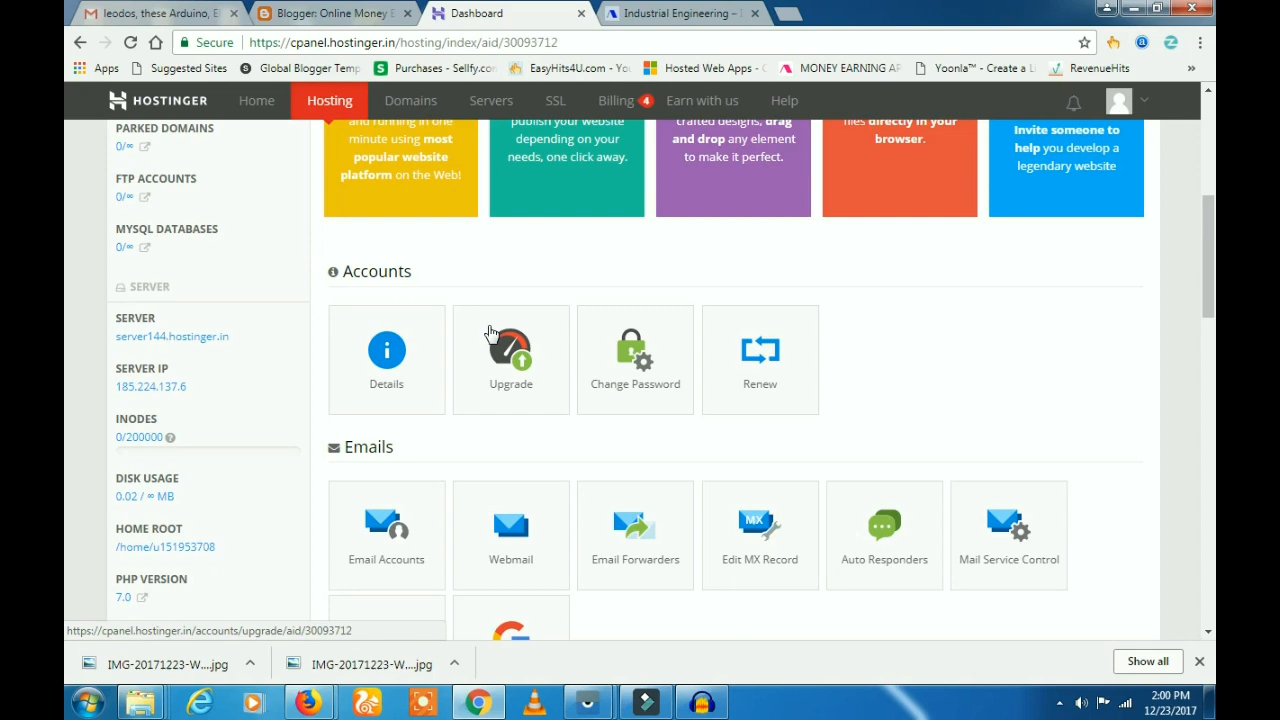 leodos, these Arduino, E
Blogger: Online Money E
Dashboard
Industrial Engineering –
Secure
https://cpanel.hostinger.in/hosting/index/aid/30093712
Apps
Suggested Sites
Global Blogger Temp
Purchases - Sellfy.co
EasyHits4U.com - Yo
Hosted Web Apps -
MONEY EARNING AP
Yoonla™ - Create a L
RevenueHits
»
HOSTINGER
Home
Hosting
Domains
Servers
SSL
Billing 4
Earn with us
Help
PARKED DOMAINS
0/∞
FTP ACCOUNTS
0/∞
MYSQL DATABASES
0/∞
SERVER
SERVER
server144.hostinger.in
SERVER IP
185.224.137.6
INODES
0/200000
DISK USAGE
0.02 / ∞ MB
HOME ROOT
/home/u151953708
PHP VERSION
7.0
and running in one
minute using most
popular website
platform on the Web!
publish your website
depending on your
needs, one click away.
crafted designs, drag
and drop any element
to make it perfect.
files directly in your
browser.
Invite someone to
help you develop a
legendary website
Accounts
Details
Upgrade
Change Password
Renew
Emails
Email Accounts
Webmail
Email Forwarders
MX
Edit MX Record
Auto Responders
Mail Service Control
https://cpanel.hostinger.in/accounts/upgrade/aid/30093712
IMG-20171223-W....jpg
IMG-20171223-W....jpg
Show all
2:00 PM
12/23/2017